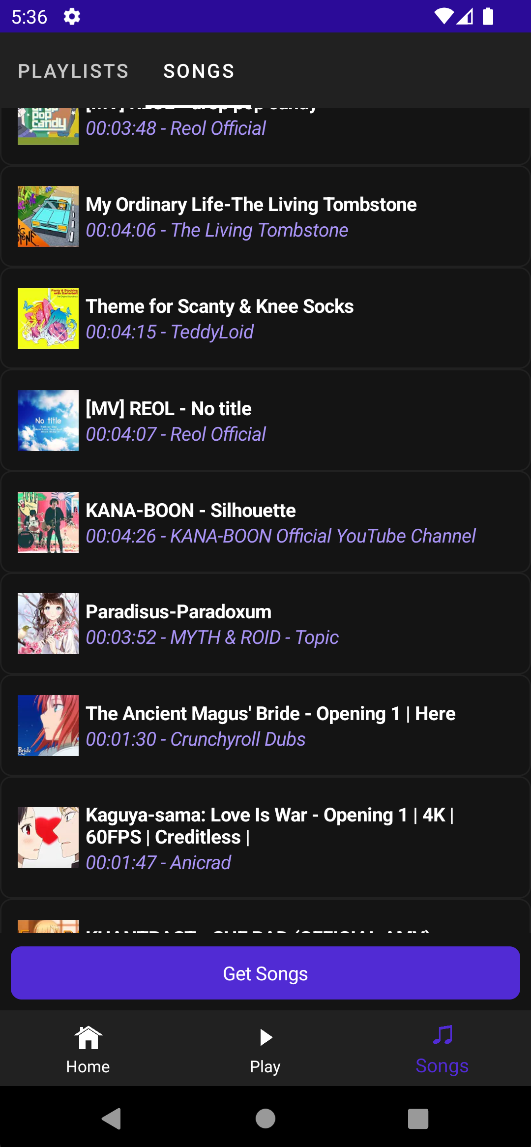 5:36
PLAYLISTS SONGS
pop
candy
00:03:48 - Reol Official
My Ordinary Life-The Living Tombstone
00:04:06 - The Living Tombstone
Theme for Scanty & Knee Socks
00:04:15 - TeddyLoid
No title
[MV] REOL - No title
00:04:07 - Reol Official
KANA-BOON - Silhouette
00:04:26 - KANA-BOON Official YouTube Channel
Paradisus-Paradoxum
00:03:52 - MYTH & ROID - Topic
The Ancient Magus' Bride - Opening 1 | Here
00:01:30 - Crunchyroll Dubs
Kaguya-sama: Love Is War - Opening 1 | 4K |
60FPS | Creditless |
00:01:47 - Anicrad
Get Songs
Home Play Songs